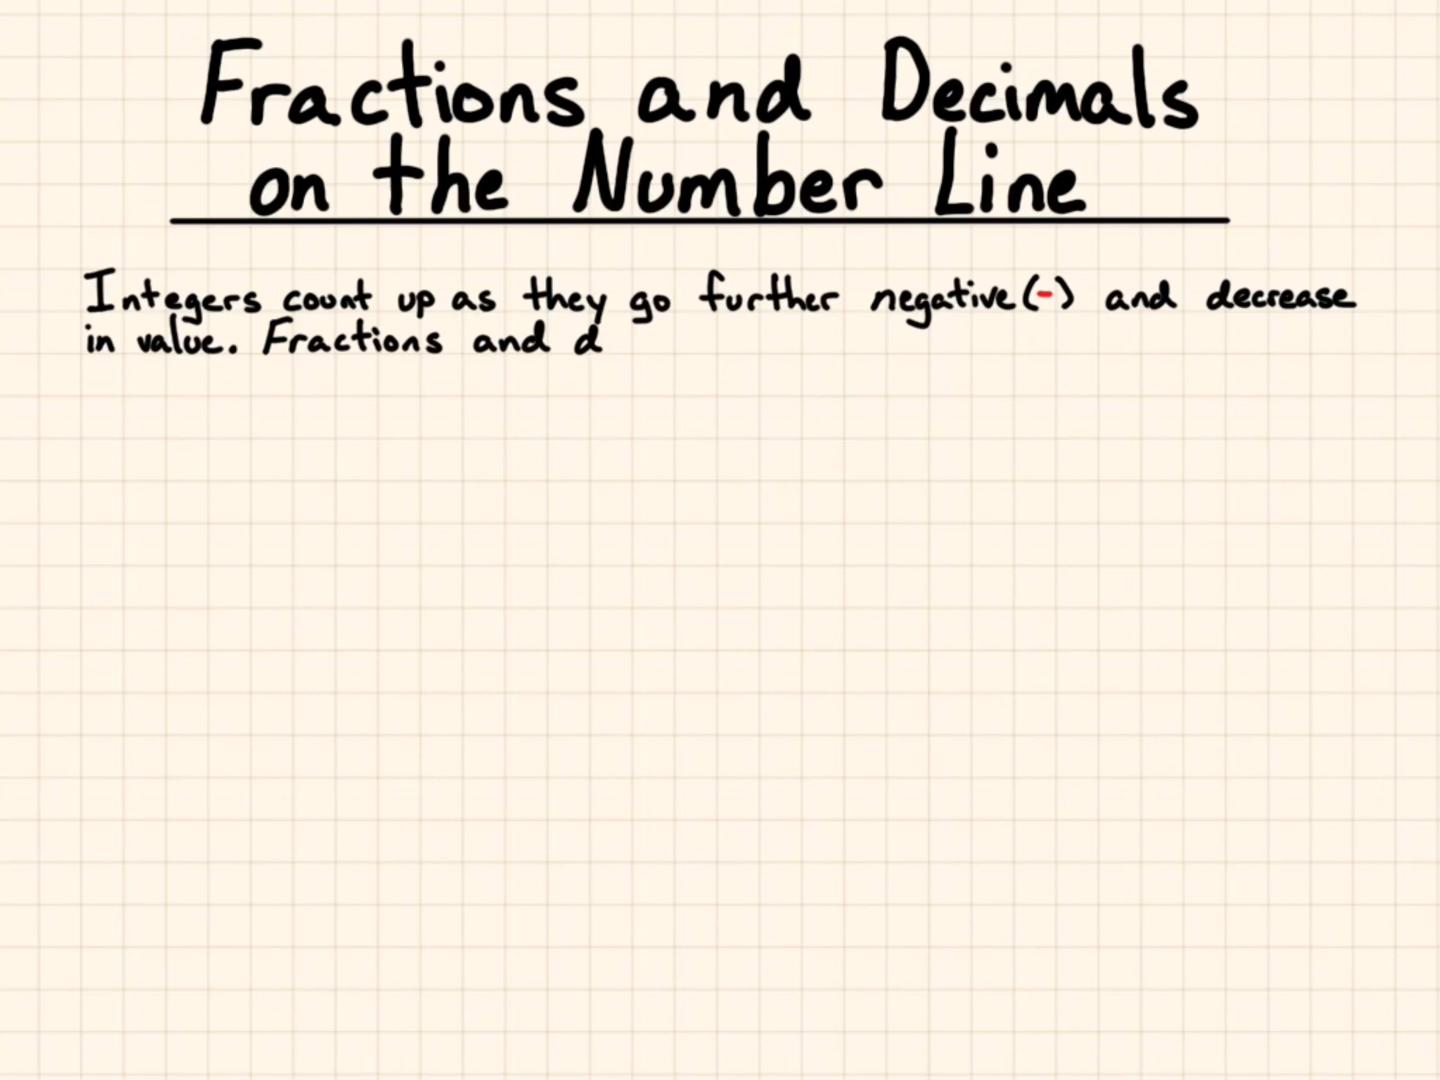 Fractions and Decimals
on the Number Line
Integers count up as they go further negative(-) and decrease
in value. Fractions and d